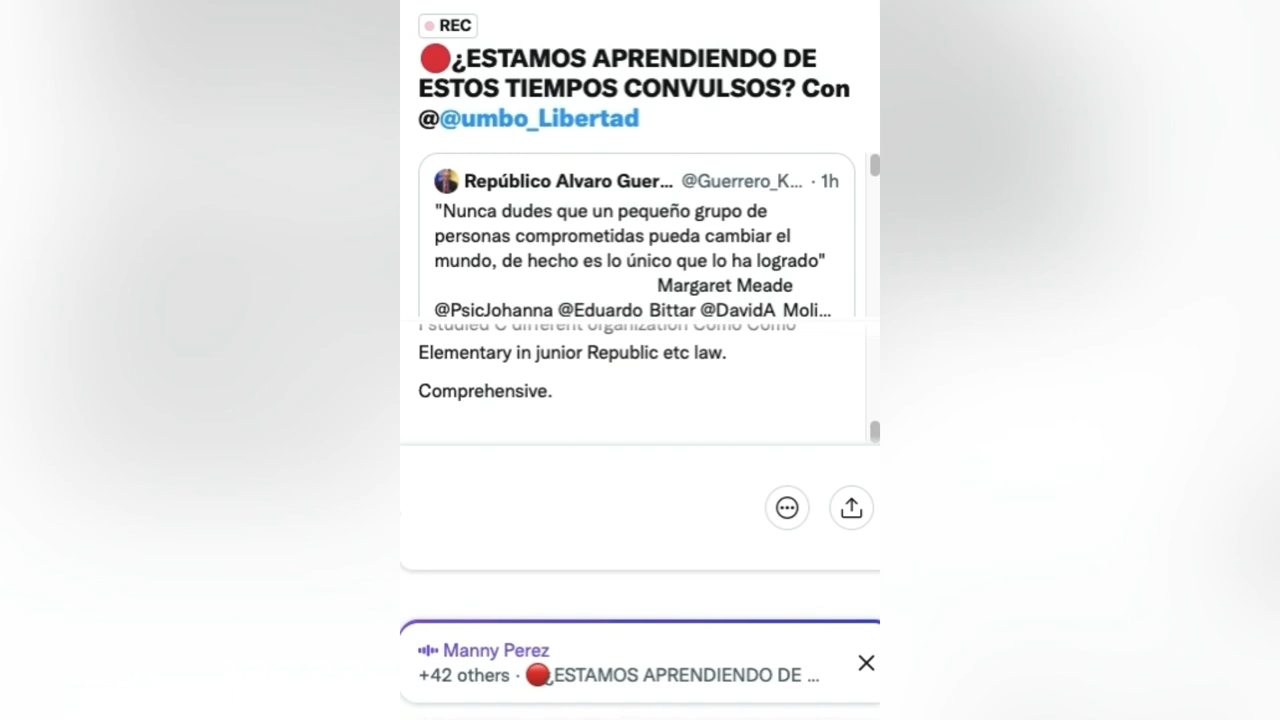 REC
🔴¿ESTAMOS APRENDIENDO DE
ESTOS TIEMPOS CONVULSOS? Con
@@umbo_Libertad
Repúblico Alvaro Guer... @Guerrero_K... · 1h
"Nunca dudes que un pequeño grupo de
personas comprometidas pueda cambiar el
mundo, de hecho es lo único que lo ha logrado"
Margaret Meade
@PsicJohanna @Eduardo_Bittar @DavidA_Moli...
I studied C different organization Como Como
Elementary in junior Republic etc law.
Comprehensive.
Manny Perez
+42 others · 🔴¿ESTAMOS APRENDIENDO DE ...